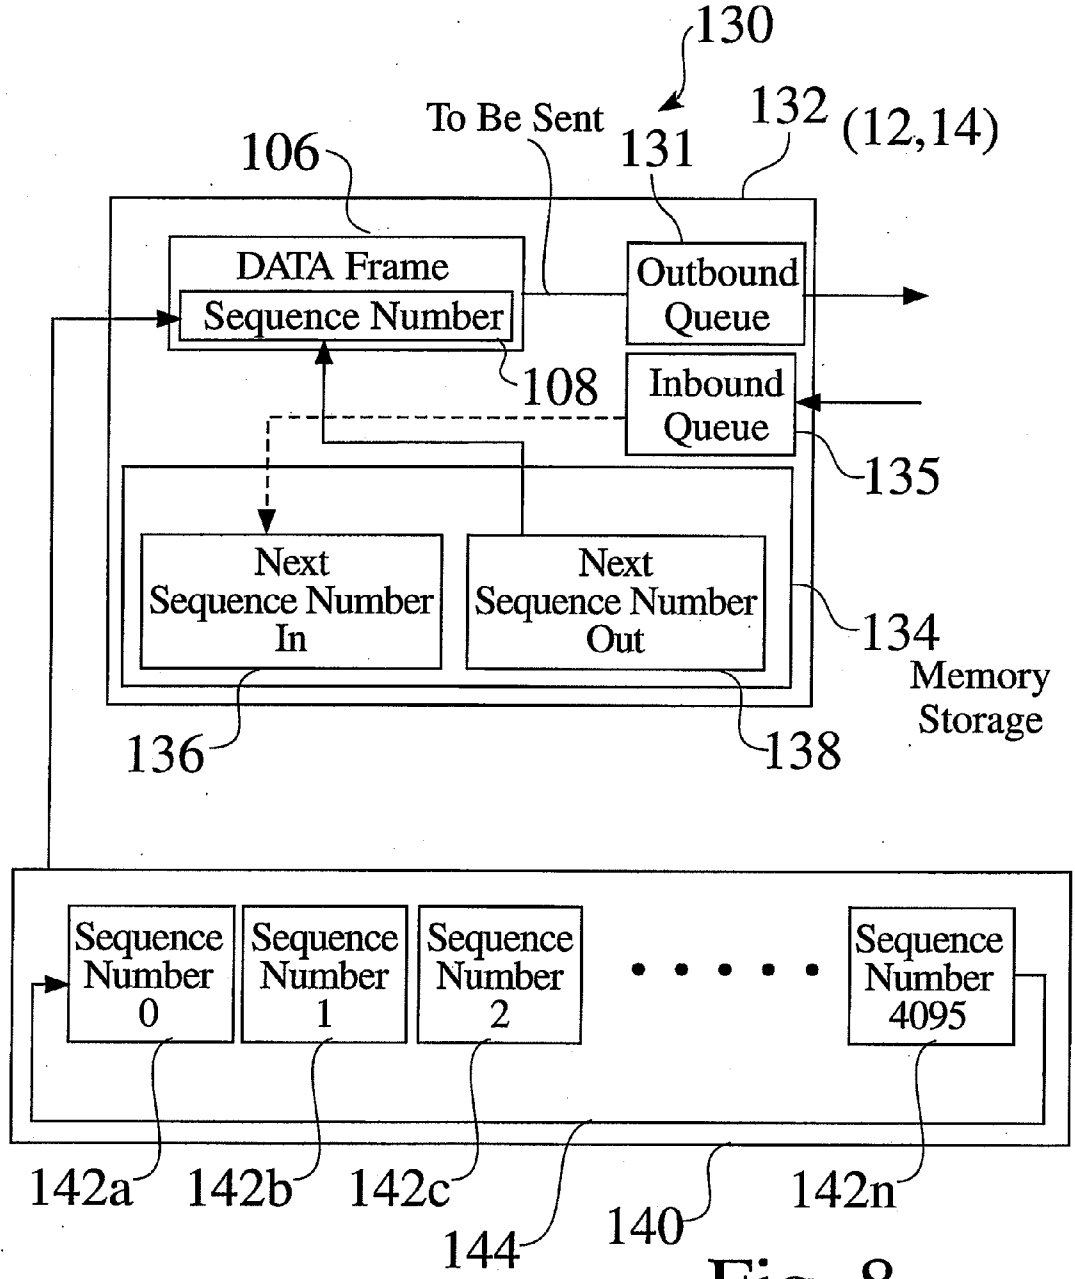 130
To Be Sent
132 (12,14)
106
131
DATA Frame
Sequence Number
Outbound
Queue
108
Inbound
Queue
135
Next
Sequence Number
In
Next
Sequence Number
Out
134
Memory
Storage
136
138
Sequence
Number
0
Sequence
Number
1
Sequence
Number
2
Sequence
Number
4095
142a
142b
142c
142n
144
140
Fig. 8